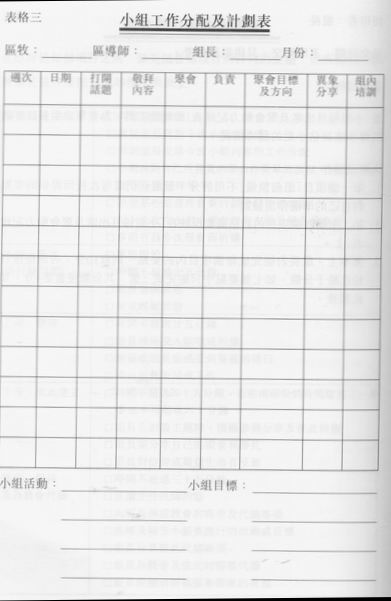 表格三
小組工作分配及計劃表
區牧： 區導師： 組長： 月份：
週次 日期 打開話題 敬拜內容 聚會 負責 聚會目標及方向 異象分享 組內培訓
小組活動： 小組目標：